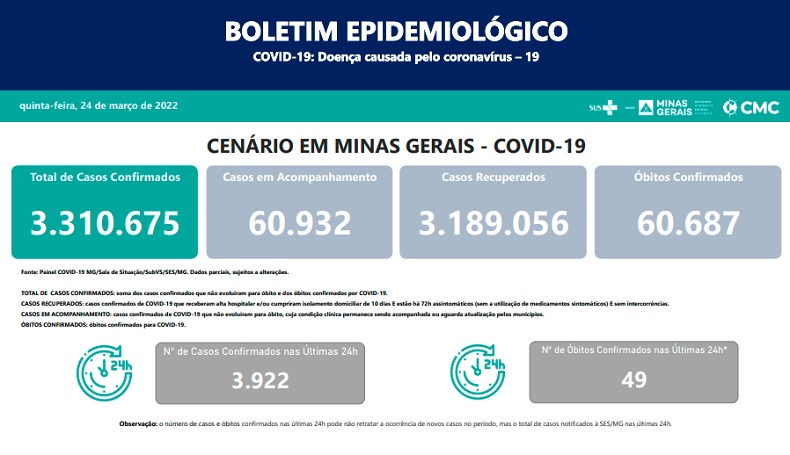 BOLETIM EPIDEMIOLÓGICO
COVID-19: Doença causada pelo coronavírus – 19
quinta-feira, 24 de março de 2022
SUS
MINAS GERAIS
CMC
CENÁRIO EM MINAS GERAIS - COVID-19
Total de Casos Confirmados
3.310.675
Casos em Acompanhamento
60.932
Casos Recuperados
3.189.056
Óbitos Confirmados
60.687
Fonte: Painel COVID-19 MG/Sala de Situação/SubVS/SES/MG. Dados parciais, sujeitos a alterações.
TOTAL DE CASOS CONFIRMADOS: soma dos casos confirmados que não evoluíram para óbito e dos óbitos confirmados por COVID-19.
CASOS RECUPERADOS: casos confirmados de COVID-19 que receberam alta hospitalar e/ou cumpriram isolamento domiciliar de 10 dias E estão há 72h assintomáticos (sem a utilização de medicamentos sintomáticos) E sem intercorrências.
CASOS EM ACOMPANHAMENTO: casos confirmados de COVID-19 que não evoluíram para óbito, cuja condição clínica permanece sendo acompanhada ou aguarda atualização pelos municípios.
ÓBITOS CONFIRMADOS: óbitos confirmados para COVID-19.
24h
N° de Casos Confirmados nas Últimas 24h
3.922
24h
N° de Óbitos Confirmados nas Últimas 24h*
49
Observação: o número de casos e óbitos confirmados nas últimas 24h pode não retratar a ocorrência de novos casos no período, mas o total de casos notificados à SES/MG nas últimas 24h.